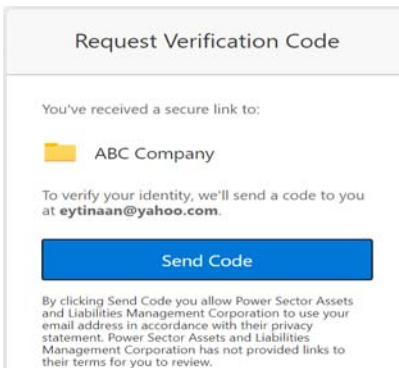 Request Verification Code
You've received a secure link to:
ABC Company
To verify your identity, we'll send a code to you
at eytinaan@yahoo.com.
Send Code
By clicking Send Code you allow Power Sector Assets
and Liabilities Management Corporation to use your
email address in accordance with their privacy
statement. Power Sector Assets and Liabilities
Management Corporation has not provided links to
their terms for you to review.